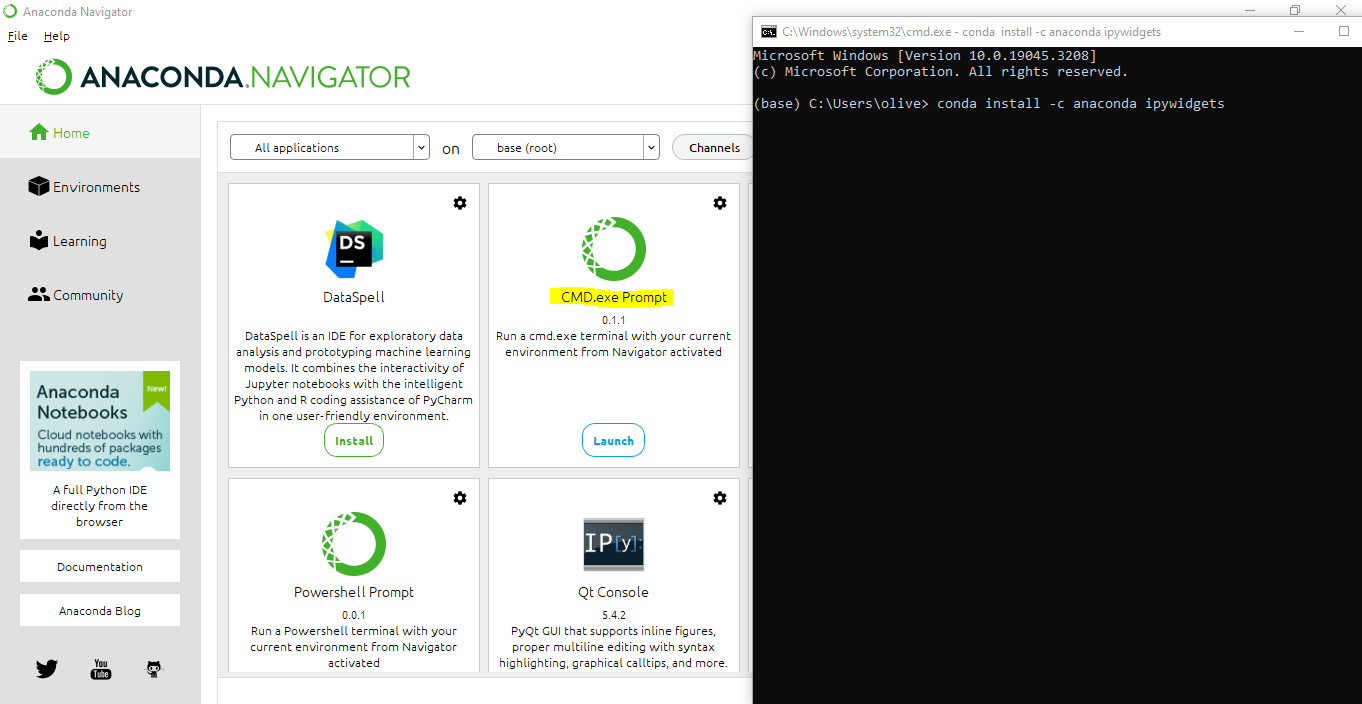 Anaconda Navigator
File Help
ANACONDA.NAVIGATOR
Home
Environments
Learning
Community
Anaconda
Notebooks
New!
Cloud notebooks with
hundreds of packages
ready to code.
A full Python IDE
directly from the
browser
Documentation
Anaconda Blog
You
Tube
All applications
on
base (root)
Channels
DS
DataSpell
DataSpell is an IDE for exploratory data
analysis and prototyping machine learning
models. It combines the interactivity of
Jupyter notebooks with the intelligent
Python and R coding assistance of PyCharm
in one user-friendly environment.
Install
CMD.exe Prompt
0.1.1
Run a cmd.exe terminal with your current
environment from Navigator activated
Launch
Powershell Prompt
0.0.1
Run a Powershell terminal with your
current environment from Navigator
activated
IP[y]:
Qt Console
5.4.2
PyQt GUI that supports inline figures,
proper multiline editing with syntax
highlighting, graphical calltips, and more.
C:\.
C:\Windows\system32\cmd.exe - conda  install -c anaconda ipywidgets
Microsoft Windows [Version 10.0.19045.3208]
(c) Microsoft Corporation. All rights reserved.
(base) C:\Users\olive> conda install -c anaconda ipywidgets